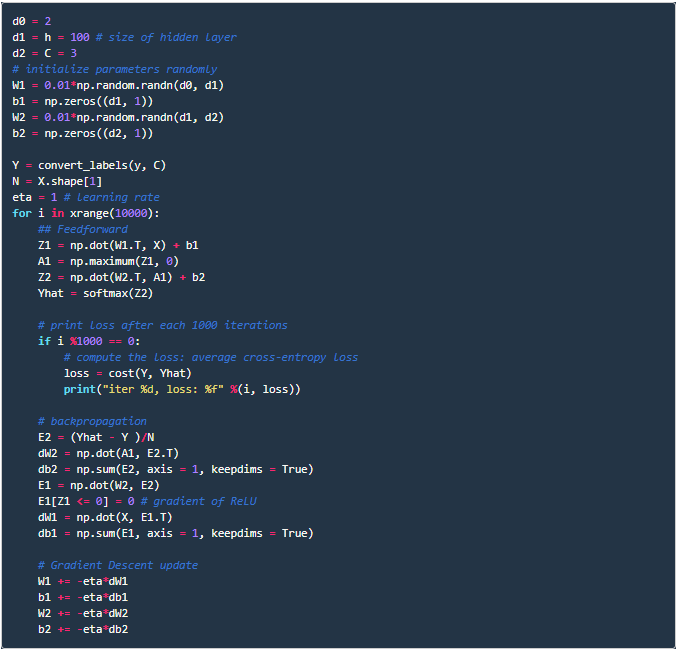 d0 = 2
d1 = h = 100 # size of hidden layer
d2 = C = 3
# initialize parameters randomly
W1 = 0.01*np.random.randn(d0, d1)
b1 = np.zeros((d1, 1))
W2 = 0.01*np.random.randn(d1, d2)
b2 = np.zeros((d2, 1))

Y = convert_labels(y, C)
N = X.shape[1]
eta = 1 # learning rate
for i in xrange(10000):
    ## Feedforward
    Z1 = np.dot(W1.T, X) + b1
    A1 = np.maximum(Z1, 0)
    Z2 = np.dot(W2.T, A1) + b2
    Yhat = softmax(Z2)

    # print loss after each 1000 iterations
    if i %1000 == 0:
        # compute the loss: average cross-entropy loss
        loss = cost(Y, Yhat)
        print("iter %d, loss: %f" %(i, loss))

    # backpropagation
    E2 = (Yhat - Y )/N
    dW2 = np.dot(A1, E2.T)
    db2 = np.sum(E2, axis = 1, keepdims = True)
    E1 = np.dot(W2, E2)
    E1[Z1 <= 0] = 0 # gradient of ReLU
    dW1 = np.dot(X, E1.T)
    db1 = np.sum(E1, axis = 1, keepdims = True)

    # Gradient Descent update
    W1 += -eta*dW1
    b1 += -eta*db1
    W2 += -eta*dW2
    b2 += -eta*db2